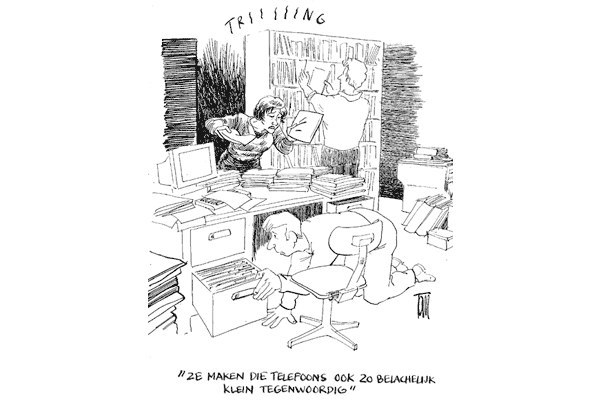 TRIIIIING
"ZE MAKEN DIE TELEFOONS OOK ZO BELACHELIJK
KLEIN TEGENWOORDIG"